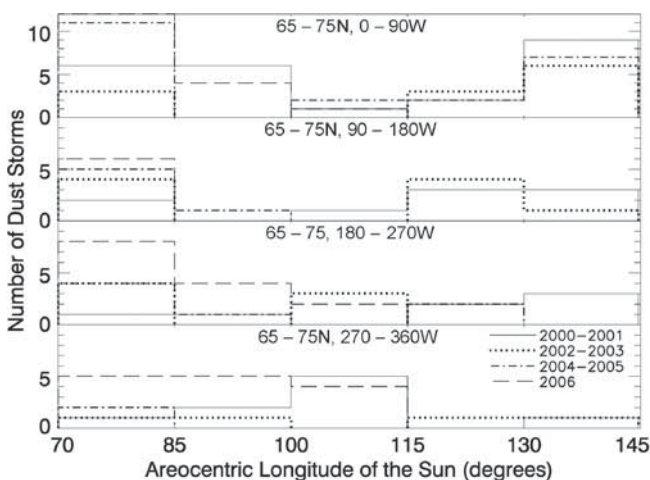 65-75N, 0-90W
10
5
0
65-75N, 90-180W
5
0
65-75, 180-270W
5
0
65-75N, 270-360W
5
0
2000-2001
2002-2003
2004-2005
2006
70 85 100 115 130 145
Number of Dust Storms
Areocentric Longitude of the Sun (degrees)